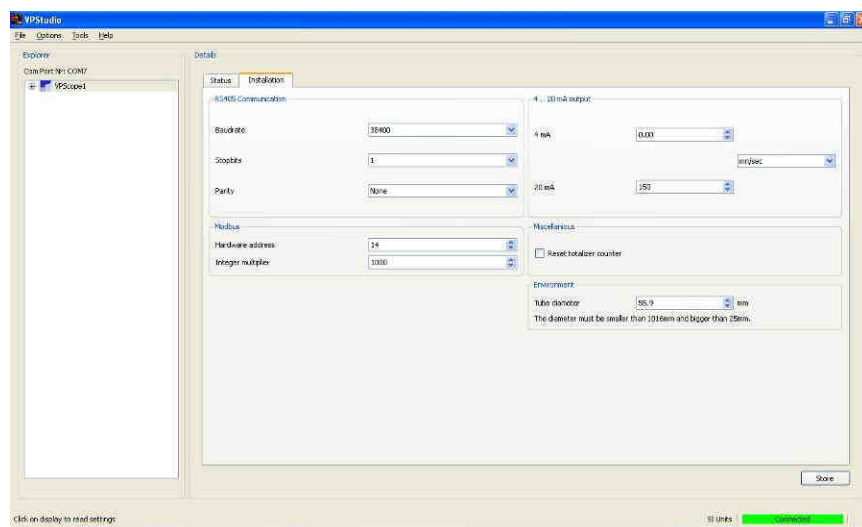 VPStudio
File Options Tools Help
Explorer
Com Port Nr: COM7
VPScope1
Details
Status Installation
RS485 Communication
Baudrate 38400
Stopbits 1
Parity None
4 ... 20 mA output
4 mA 0.00
mn/sec
20 mA 150
Modbus
Hardware address 14
Integer multiplier 1000
Miscellanious
Reset totalizer counter
Environment
Tube diameter mm
The diameter must be smaller than 1016mm and bigger than 25mm.
Store
Click on display to read settings
SI Units Connected